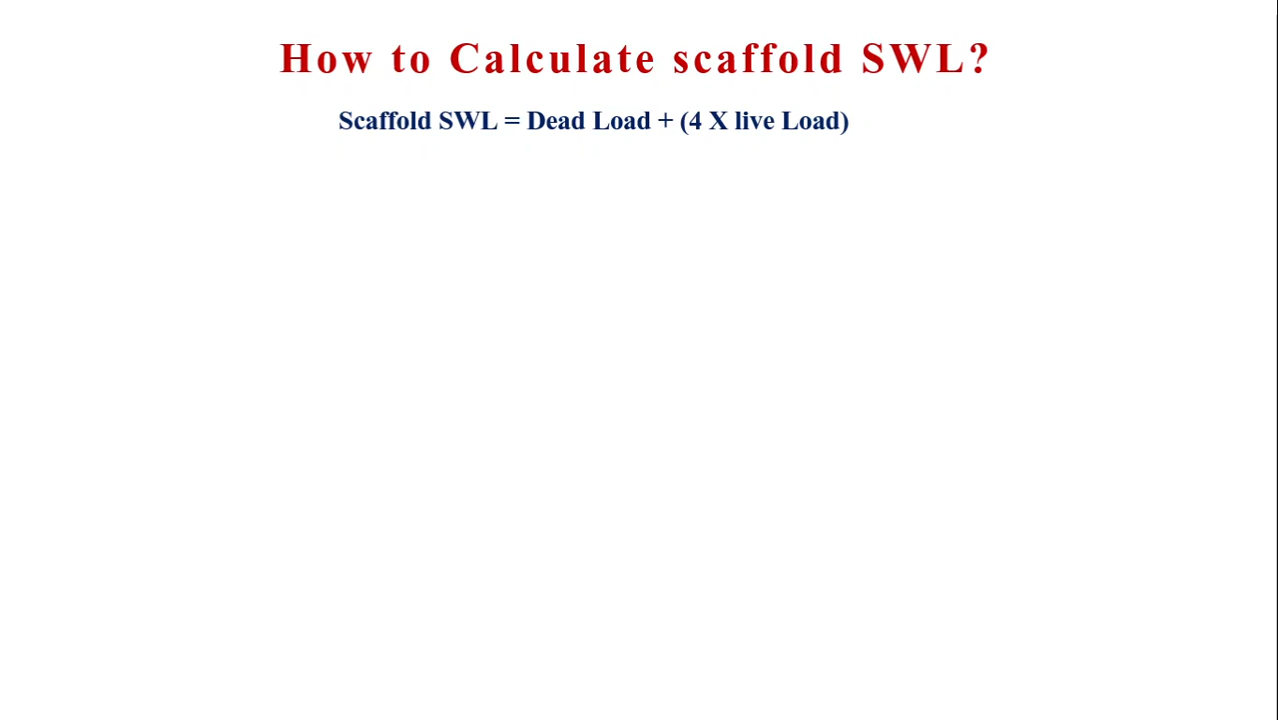 How to Calculate scaffold SWL?
Scaffold SWL = Dead Load + (4 X live Load)